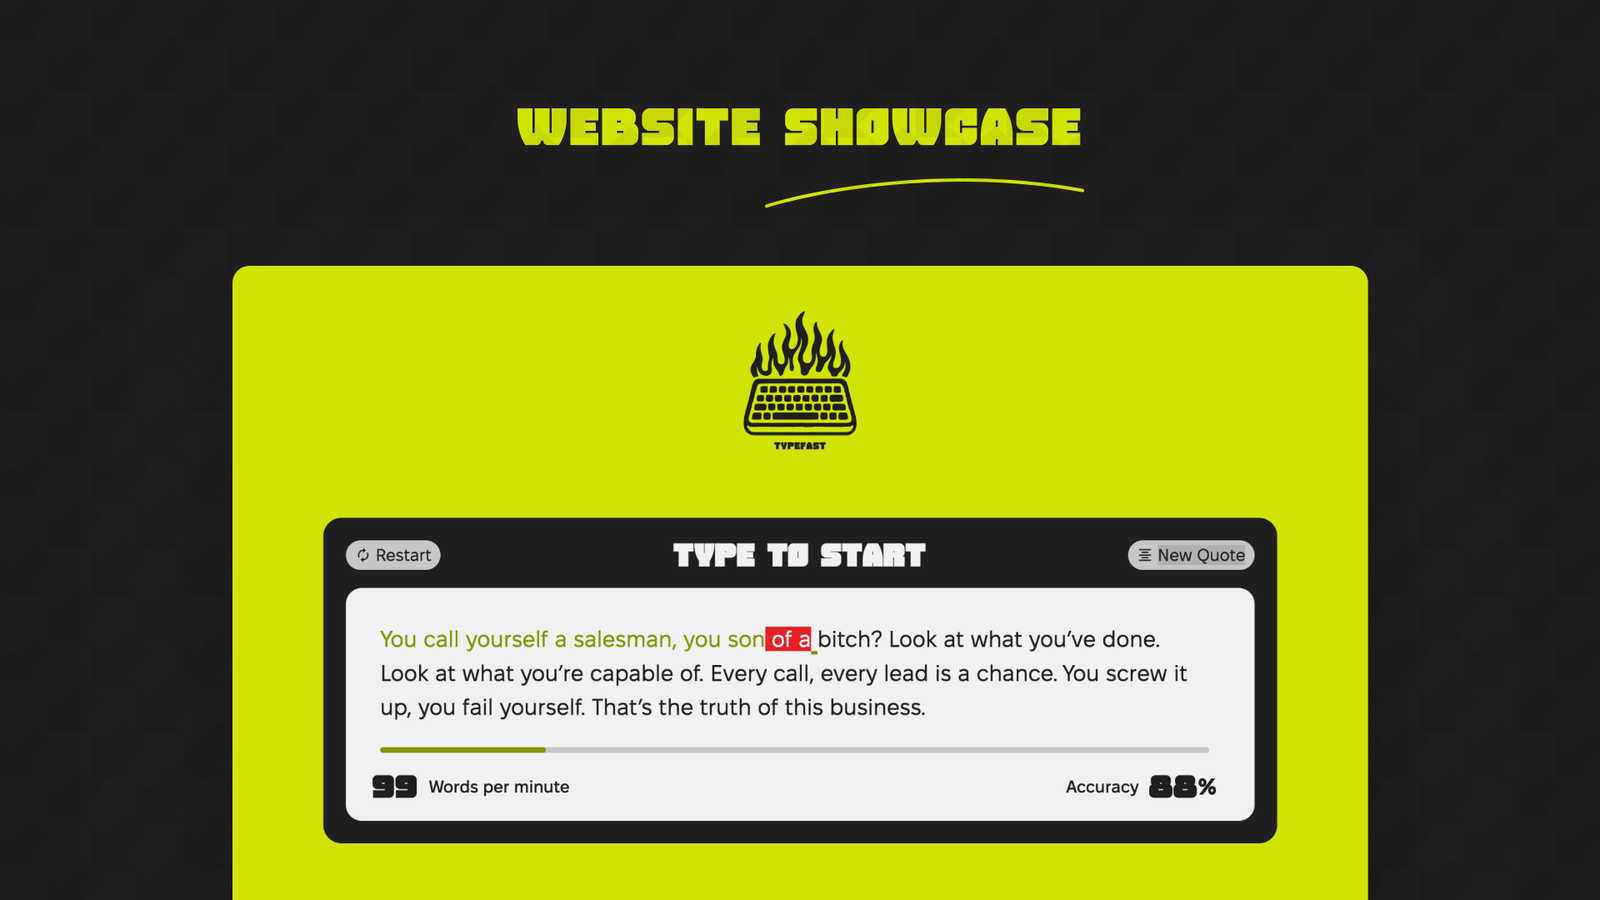 WEBSITE SHOWCASE
TYPEFAST
Restart
TYPE TO START
New Quote
You call yourself a salesman, you son of a bitch? Look at what you’ve done.
Look at what you’re capable of. Every call, every lead is a chance. You screw it
up, you fail yourself. That’s the truth of this business.
99 Words per minute
Accuracy 88%